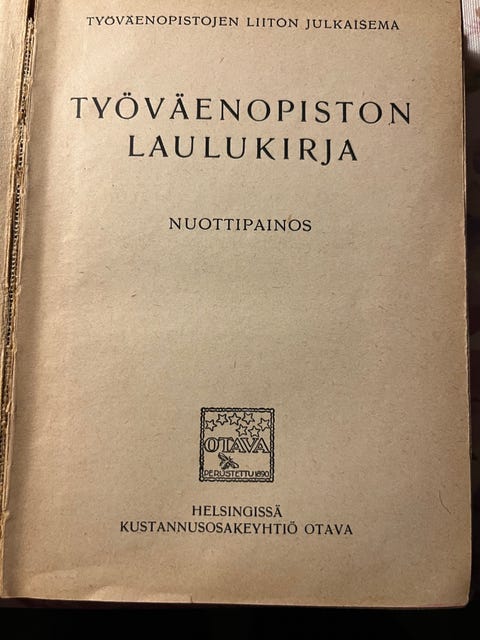 TYÖVÄENOPISTOJEN LIITON JULKAISEMA
TYÖVÄENOPISTON
LAULUKIRJA
NUOTTIPAINOS
OTAVA
PERUSTETTU 1890
HELSINGISSÄ
KUSTANNUSOSAKEYHTIÖ OTAVA